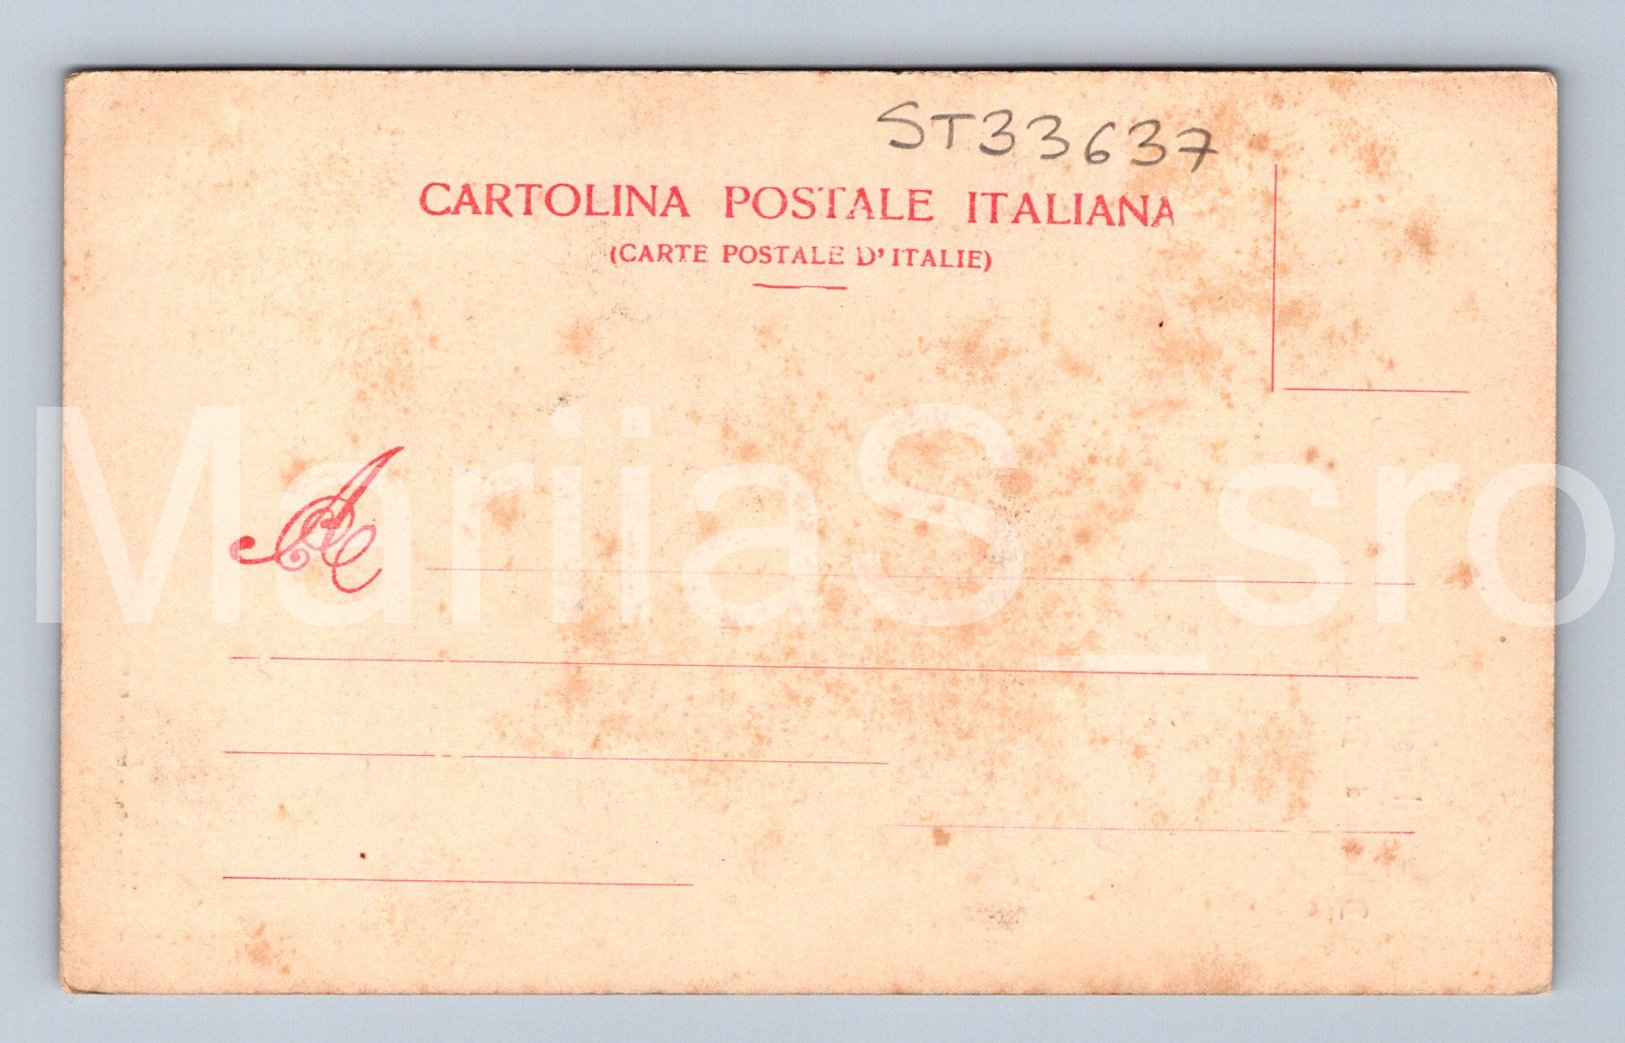 ST33637
CARTOLINA POSTALE ITALIANA
(CARTE POSTALE D'ITALIE)
A
MariiaS_sro